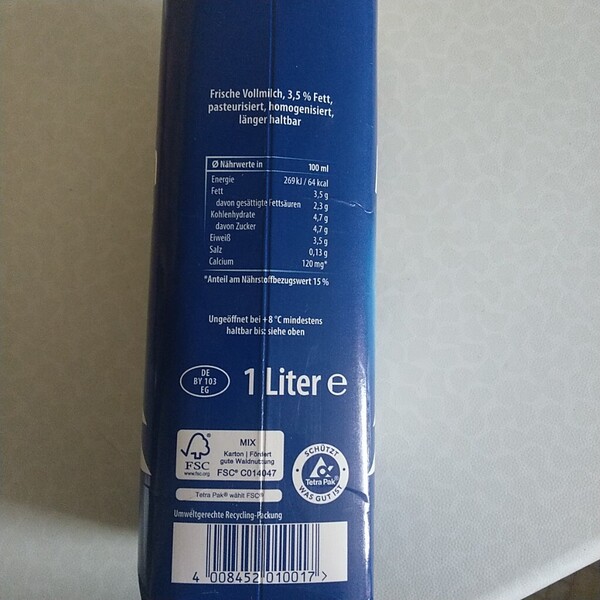 Frische Vollmilch, 3,5 % Fett,
pasteurisiert, homogenisiert,
länger haltbar
Ø Nährwerte in 100 ml
Energie 269 kJ / 64 kcal
Fett 3,5 g
davon gesättigte Fettsäuren 2,3 g
Kohlenhydrate 4,7 g
davon Zucker 4,7 g
Eiweiß 3,5 g
Salz 0,13 g
Calcium 120 mg*
*Anteil am Nährstoffbezugswert 15 %
Ungeöffnet bei +8 °C mindestens
haltbar bis: siehe oben
DE
BY 103
EG
1 Liter e
FSC
www.fsc.org
MIX
Karton | Fördert
gute Waldnutzung
FSC® C014047
SCHÜTZT
Tetra Pak®
WAS GUT IST
Tetra Pak® wählt FSC®
Umweltgerechte Recycling-Packung
4 008452 010017 >